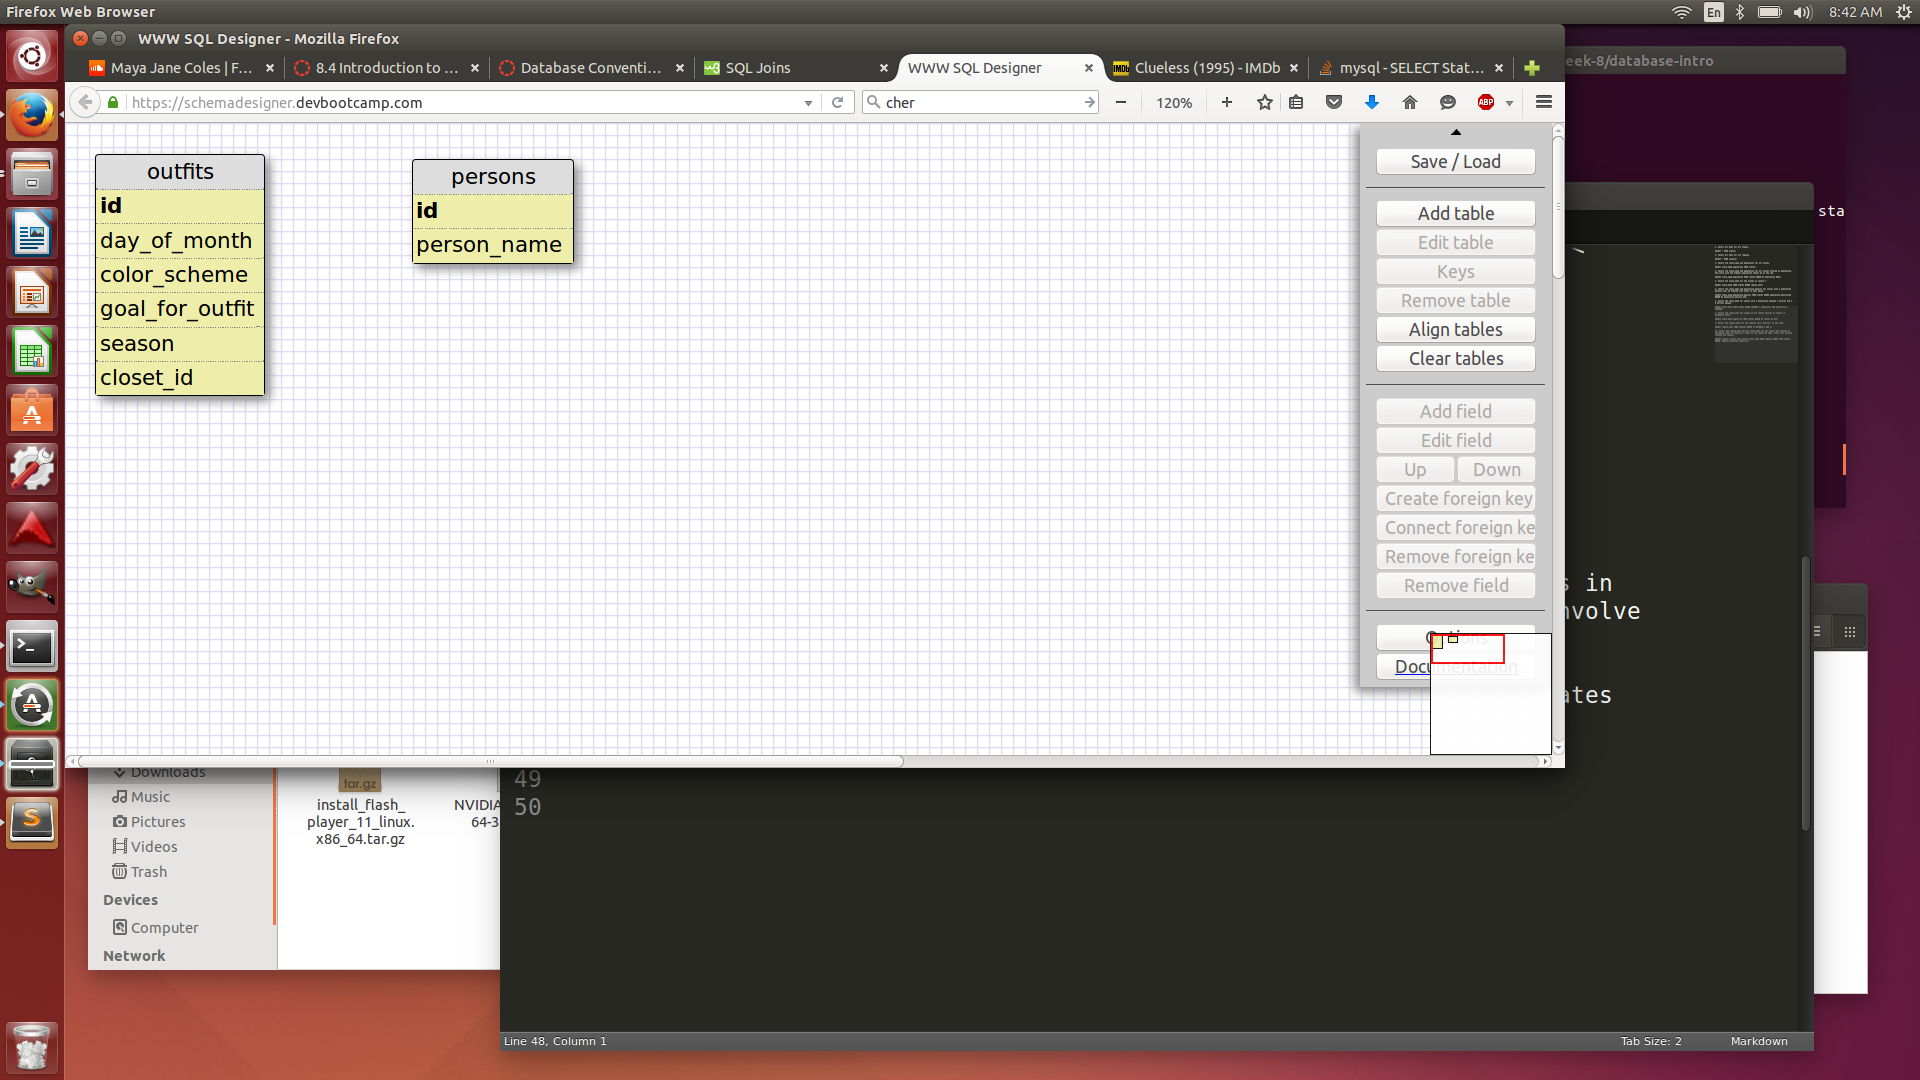 Firefox Web Browser
En
8:42 AM
WWW SQL Designer - Mozilla Firefox
Maya Jane Coles | F...
8.4 Introduction to ...
Database Conventi...
SQL Joins
WWW SQL Designer
IMDb
Clueless (1995) - IMDb
mysql - SELECT Stat...
eek-8/database-intro
https://schemadesigner.devbootcamp.com
cher
120%
ABP
outfits
id
day_of_month
color_scheme
goal_for_outfit
season
closet_id
persons
id
person_name
Save / Load
Add table
Edit table
Keys
Remove table
Align tables
Clear tables
Add field
Edit field
Up
Down
Create foreign key
Connect foreign ke
Remove foreign ke
Remove field
Documentation
sta
s in
nvolve
ates
Downloads
Music
Pictures
Videos
Trash
Devices
Computer
Network
tar.gz
install_flash_
player_11_linux.
x86_64.tar.gz
NVIDIA
64-3
49
50
Line 48, Column 1
Tab Size: 2
Markdown